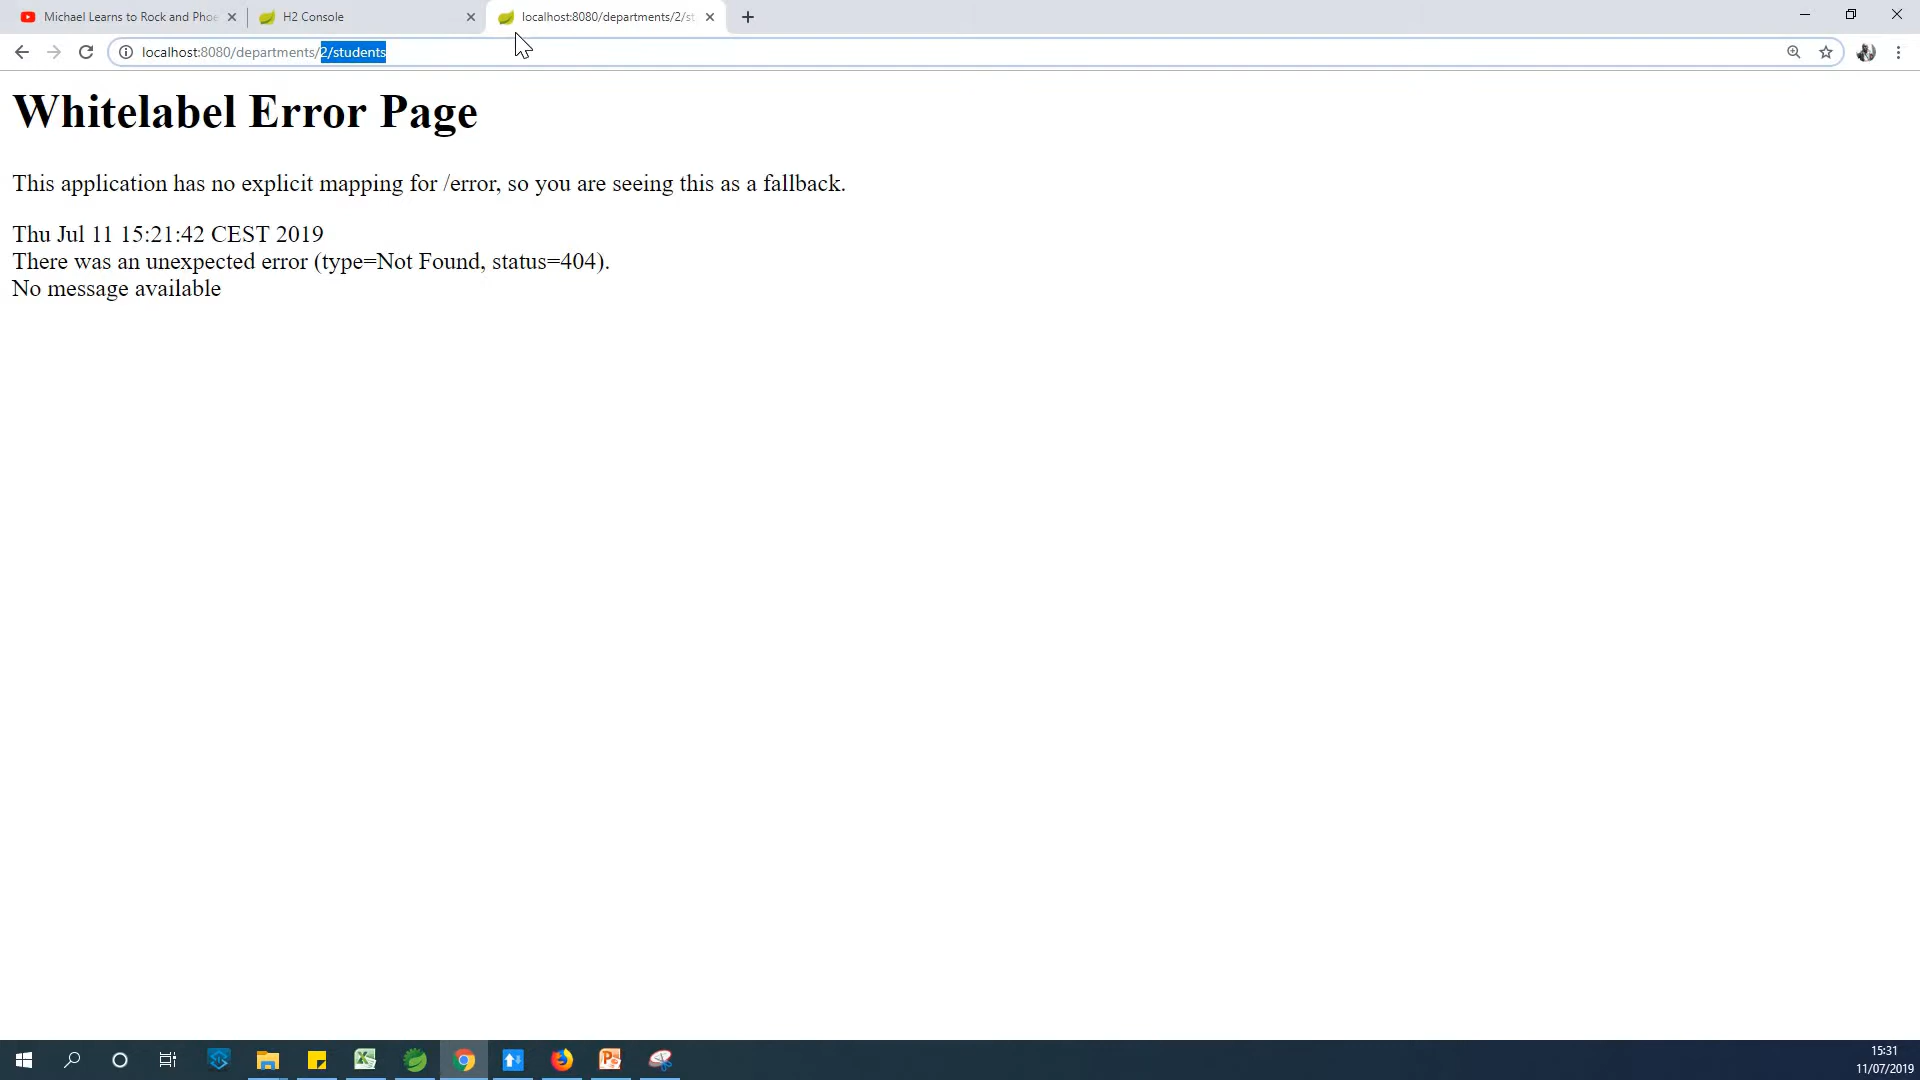 Michael Learns to Rock and Phoe
H2 Console
localhost:8080/departments/2/st
localhost:8080/departments/2/students
Whitelabel Error Page
This application has no explicit mapping for /error, so you are seeing this as a fallback.
Thu Jul 11 15:21:42 CEST 2019
There was an unexpected error (type=Not Found, status=404).
No message available
15:31
11/07/2019